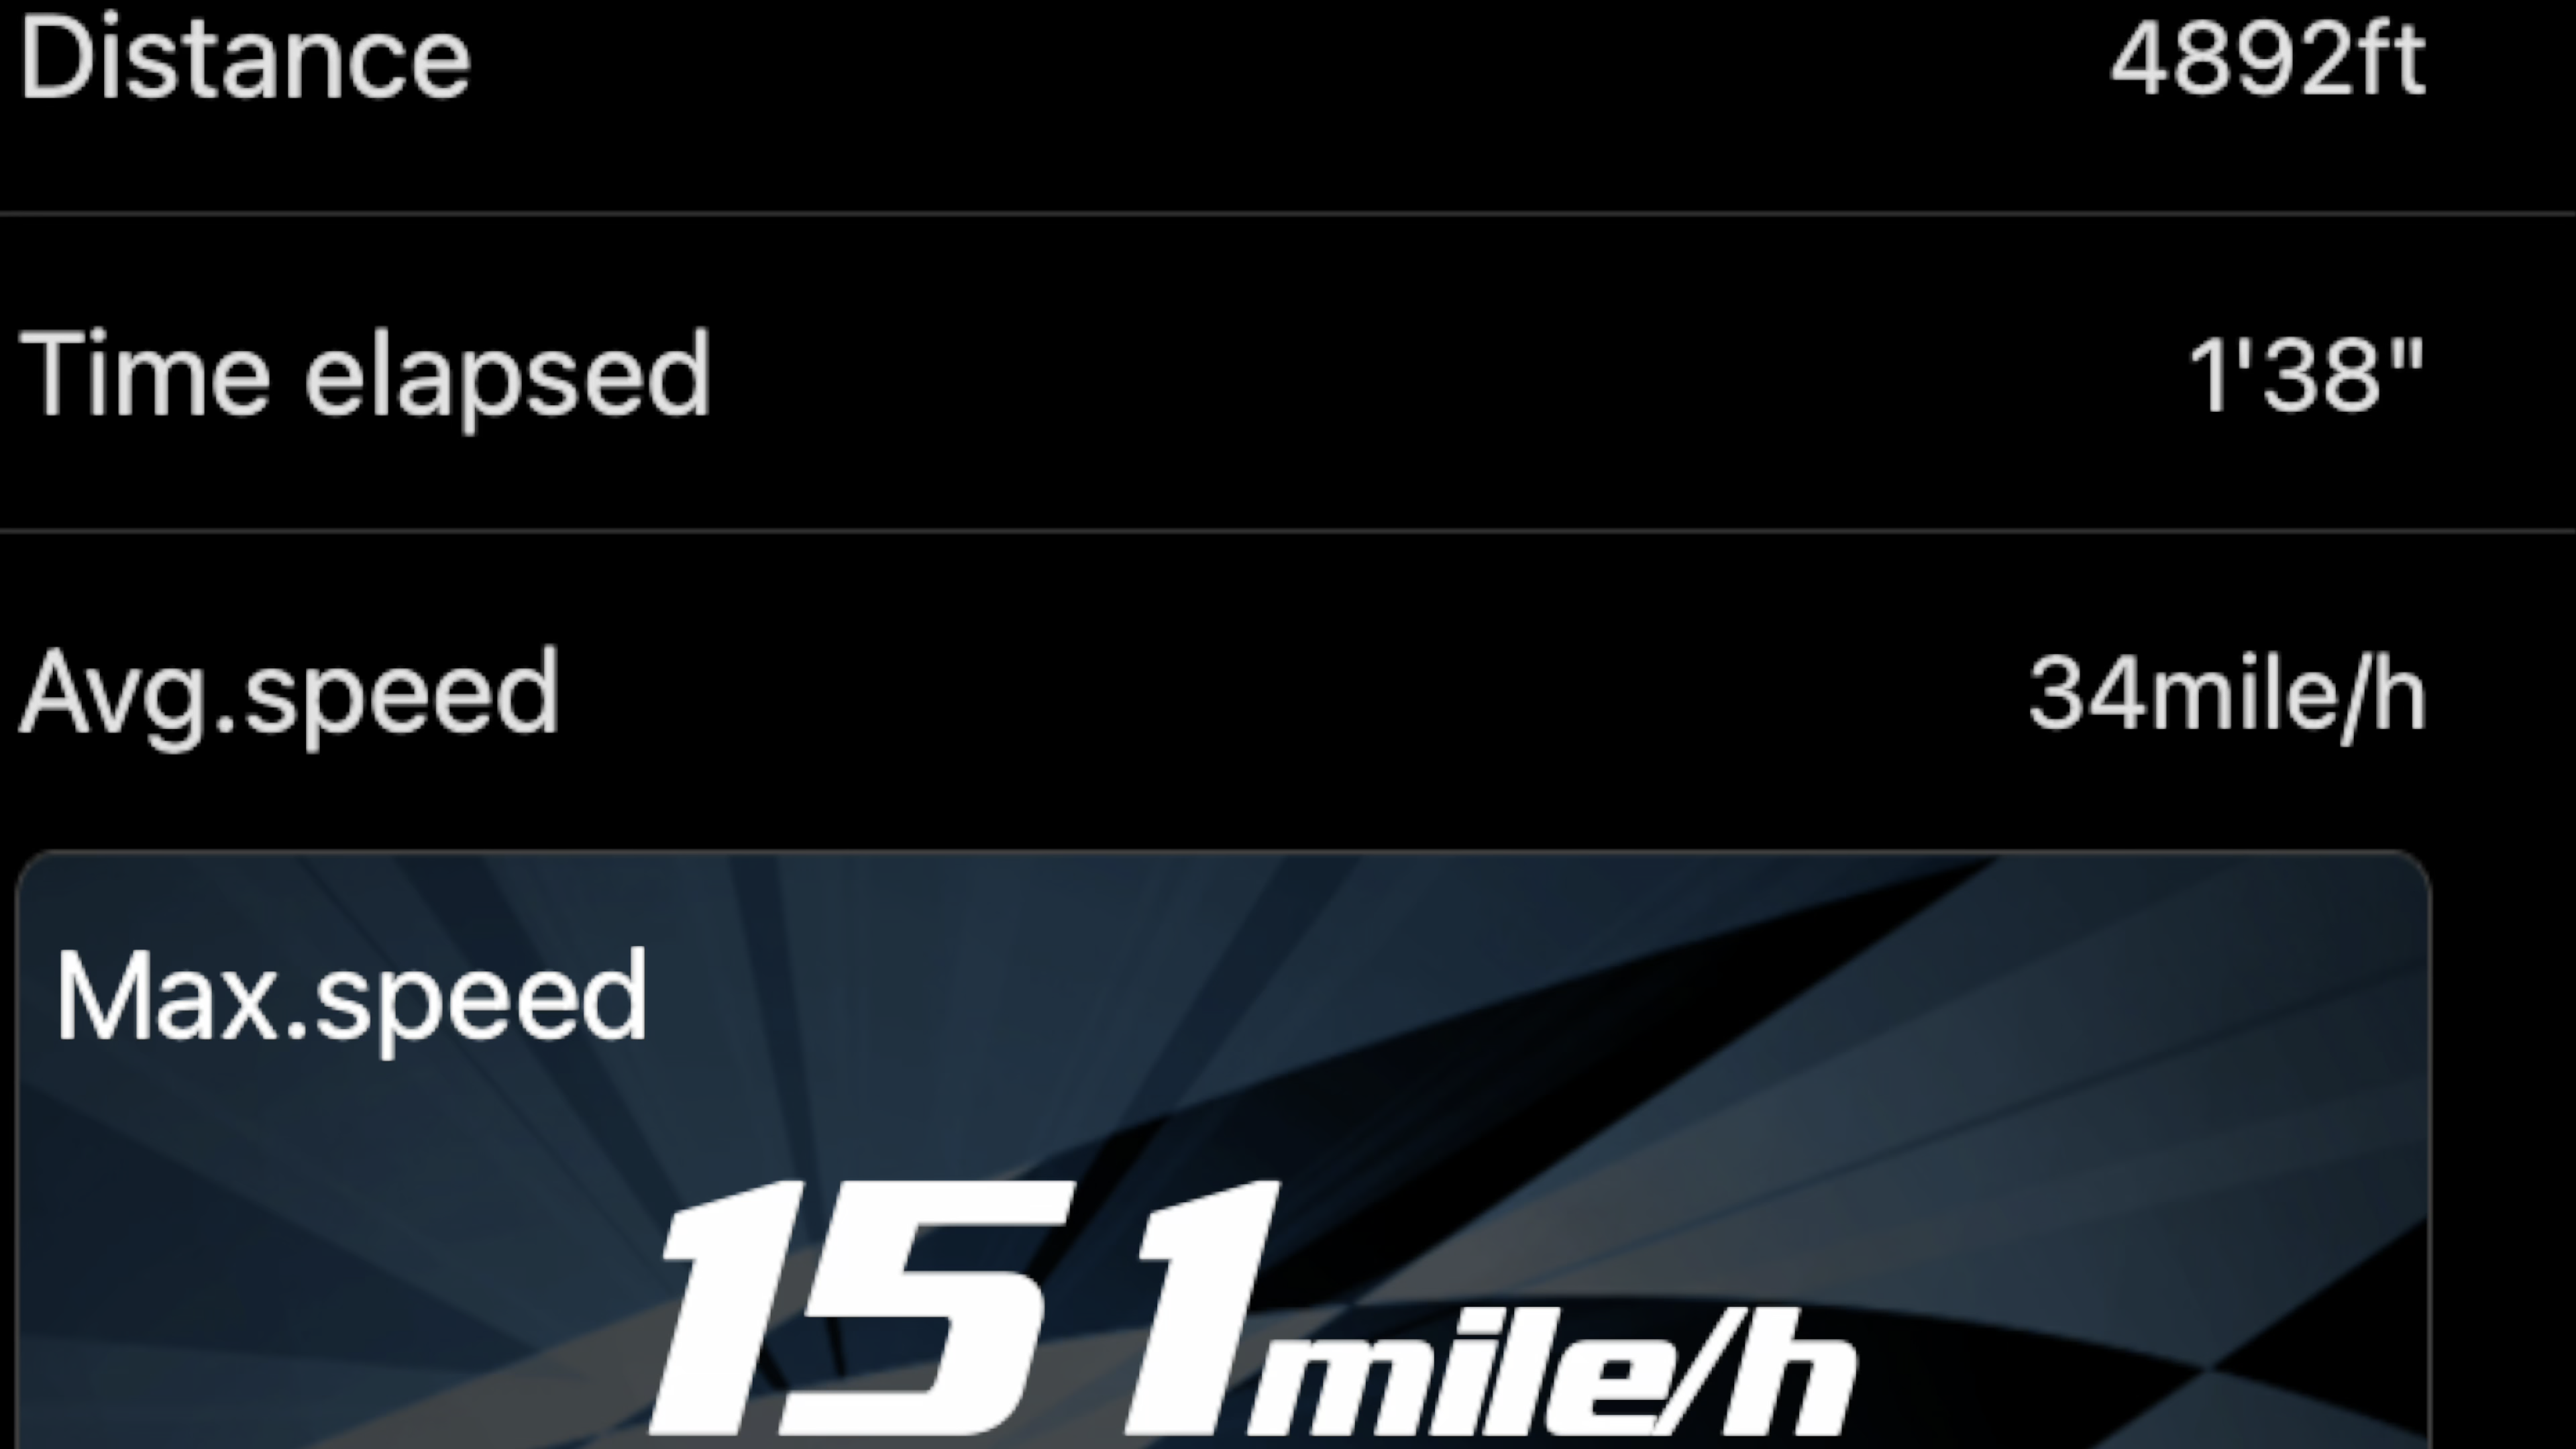 Distance 4892ft
Time elapsed 1'38"
Avg.speed 34mile/h
Max.speed
151mile/h